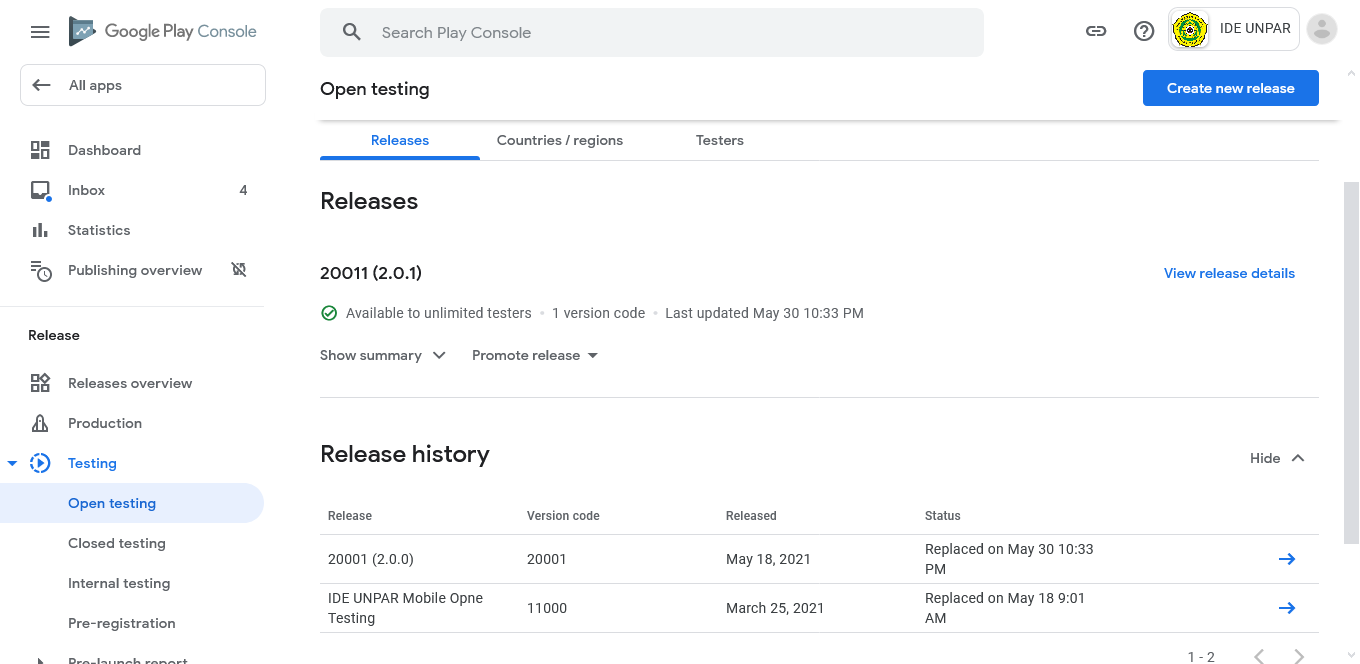 Google Play Console
Search Play Console
IDE UNPAR
All apps
Open testing
Create new release
Dashboard
Inbox 4
Statistics
Publishing overview
Release
Releases overview
Production
Testing
Open testing
Closed testing
Internal testing
Pre-registration
Pre-launch report
Releases Countries / regions Testers
Releases
20011 (2.0.1) View release details
Available to unlimited testers • 1 version code • Last updated May 30 10:33 PM
Show summary Promote release
Release history Hide
Release Version code Released Status
20001 (2.0.0) 20001 May 18, 2021 Replaced on May 30 10:33
PM
IDE UNPAR Mobile Opne 11000 March 25, 2021 Replaced on May 18 9:01
Testing AM
1 - 2